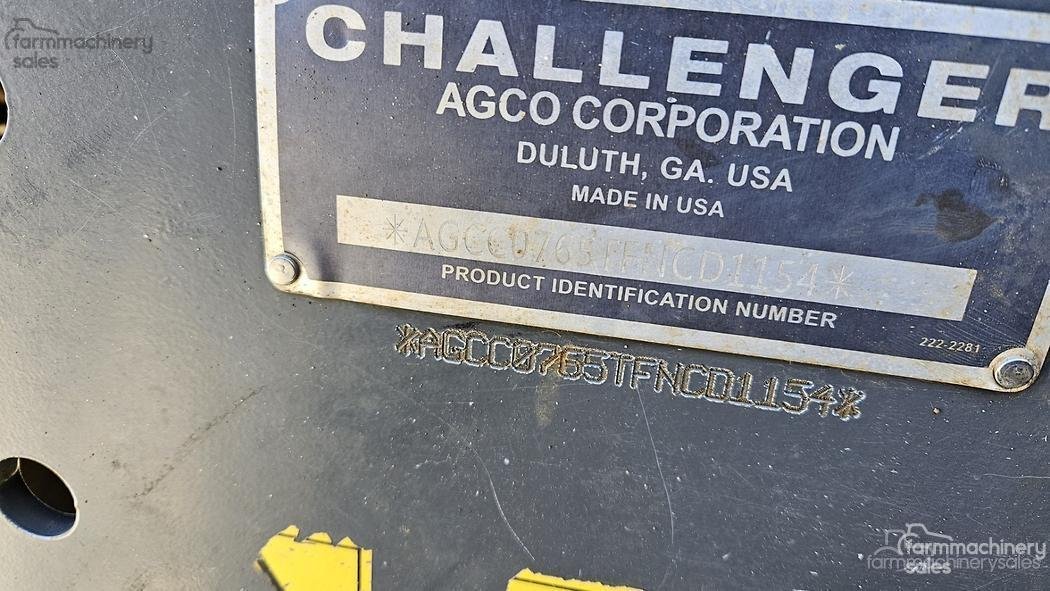 farmmachinery
sales
CHALLENGER
AGCO CORPORATION
DULUTH, GA. USA
MADE IN USA
*AGCC0765TFNCD1154*
PRODUCT IDENTIFICATION NUMBER
222-2281
*AGCC0765TFNCD1154*
farmmachinery
sales
farmmachinerysales